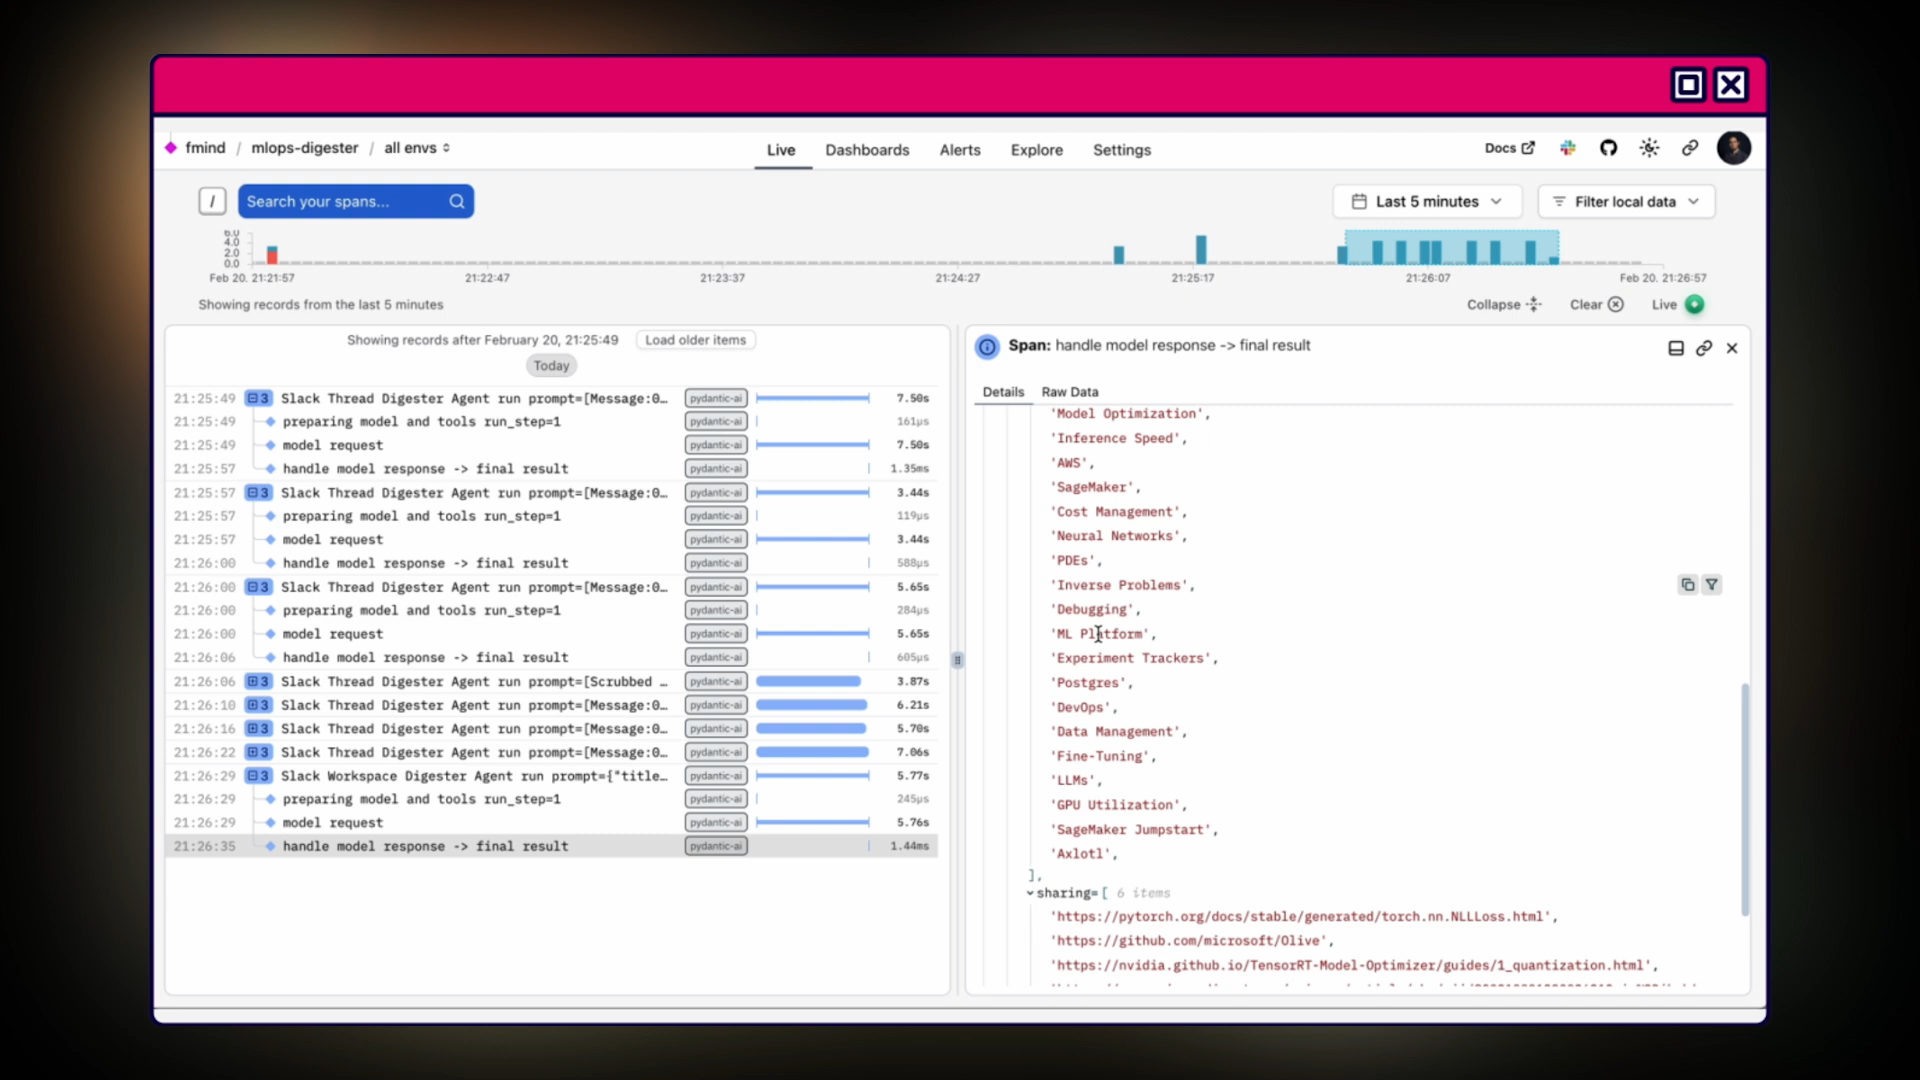 fmind / mlops-digester / all envs
Live Dashboards Alerts Explore Settings
Docs
/ Search your spans...
Last 5 minutes
Filter local data
6.0
4.0
2.0
0.0
Feb 20. 21:21:57 21:22:47 21:23:37 21:24:27 21:25:17 21:26:07 Feb 20. 21:26:57
Showing records from the last 5 minutes
Collapse Clear Live
Showing records after February 20, 21:25:49 Load older items
Today
21:25:49 3 Slack Thread Digester Agent run prompt=[Message:0… pydantic-ai 7.50s
21:25:49 preparing model and tools run_step=1 pydantic-ai 161µs
21:25:49 model request pydantic-ai 7.50s
21:25:57 handle model response -> final result pydantic-ai 1.35ms
21:25:57 3 Slack Thread Digester Agent run prompt=[Message:0… pydantic-ai 3.44s
21:25:57 preparing model and tools run_step=1 pydantic-ai 119µs
21:25:57 model request pydantic-ai 3.44s
21:26:00 handle model response -> final result pydantic-ai 588µs
21:26:00 3 Slack Thread Digester Agent run prompt=[Message:0… pydantic-ai 5.65s
21:26:00 preparing model and tools run_step=1 pydantic-ai 284µs
21:26:00 model request pydantic-ai 5.65s
21:26:06 handle model response -> final result pydantic-ai 605µs
21:26:06 3 Slack Thread Digester Agent run prompt=[Scrubbed … pydantic-ai 3.87s
21:26:10 3 Slack Thread Digester Agent run prompt=[Message:0… pydantic-ai 6.21s
21:26:16 3 Slack Thread Digester Agent run prompt=[Message:0… pydantic-ai 5.70s
21:26:22 3 Slack Thread Digester Agent run prompt=[Message:0… pydantic-ai 7.06s
21:26:29 3 Slack Workspace Digester Agent run prompt={"title… pydantic-ai 5.77s
21:26:29 preparing model and tools run_step=1 pydantic-ai 245µs
21:26:29 model request pydantic-ai 5.76s
21:26:35 handle model response -> final result pydantic-ai 1.44ms
Span: handle model response -> final result
Details Raw Data
'Model Optimization',
'Inference Speed',
'AWS',
'SageMaker',
'Cost Management',
'Neural Networks',
'PDEs',
'Inverse Problems',
'Debugging',
'ML Platform',
'Experiment Trackers',
'Postgres',
'DevOps',
'Data Management',
'Fine-Tuning',
'LLMs',
'GPU Utilization',
'SageMaker Jumpstart',
'Axlotl',
],
sharing=[ 6 items
'https://pytorch.org/docs/stable/generated/torch.nn.NLLLoss.html',
'https://github.com/microsoft/Olive',
'https://nvidia.github.io/TensorRT-Model-Optimizer/guides/1_quantization.html',